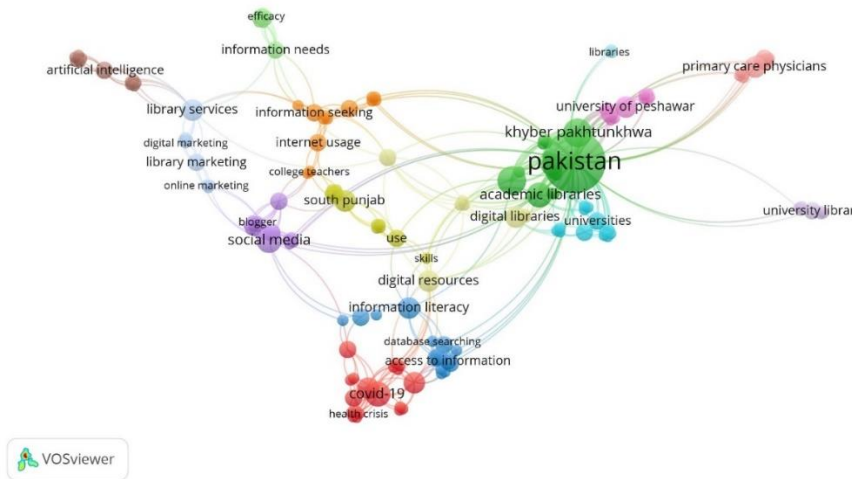 efficacy
information needs
libraries
artificial intelligence
primary care physicians
library services
information seeking
university of peshawar
khyber pakhtunkhwa
digital marketing
internet usage
library marketing
pakistan
college teachers
online marketing
south punjab
academic libraries
university librar
blogger
digital libraries
universities
social media
use
skills
digital resources
information literacy
database searching
access to information
covid-19
health crisis
VOSviewer